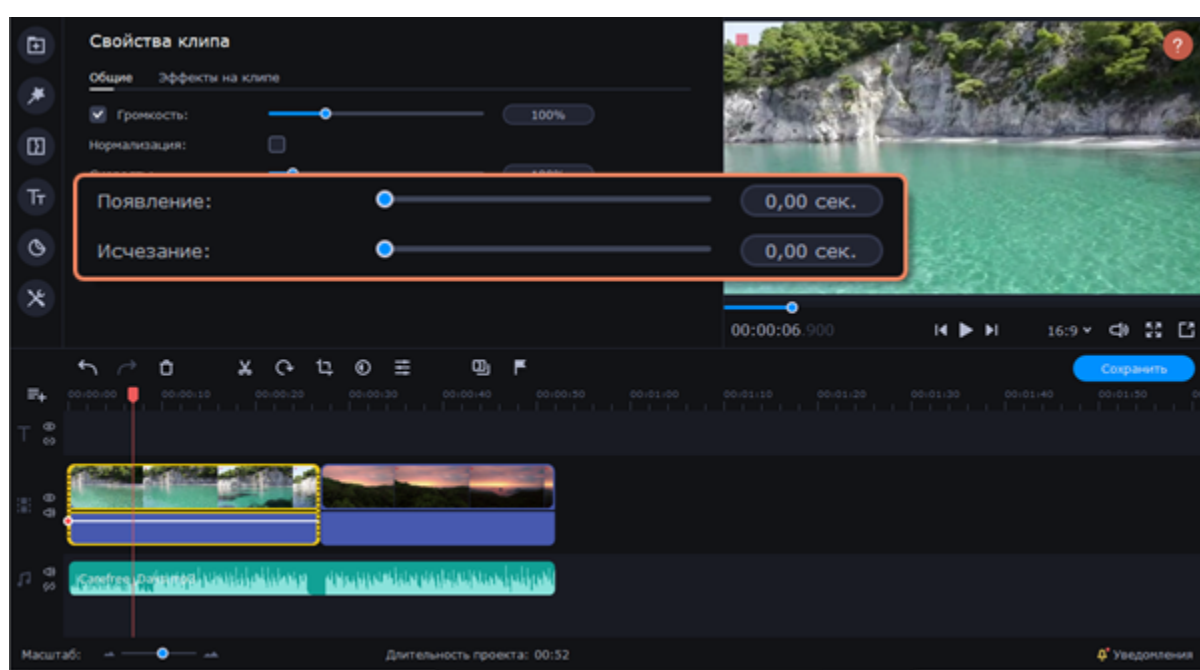 Свойства клипа
Общие Эффекты на клипе
Громкость: 100%
Нормализация:
Появление: 0,00 сек.
Исчезание: 0,00 сек.
?
Тт
00:00:06.900 16:9
Сохранить
00:00:00 00:00:10 00:00:20 00:00:30 00:00:40 00:00:50 00:01:00 00:01:10 00:01:20 00:01:30 00:01:40 00:01:50
T
Carefree
Масштаб: Длительность проекта: 00:52 Уведомления